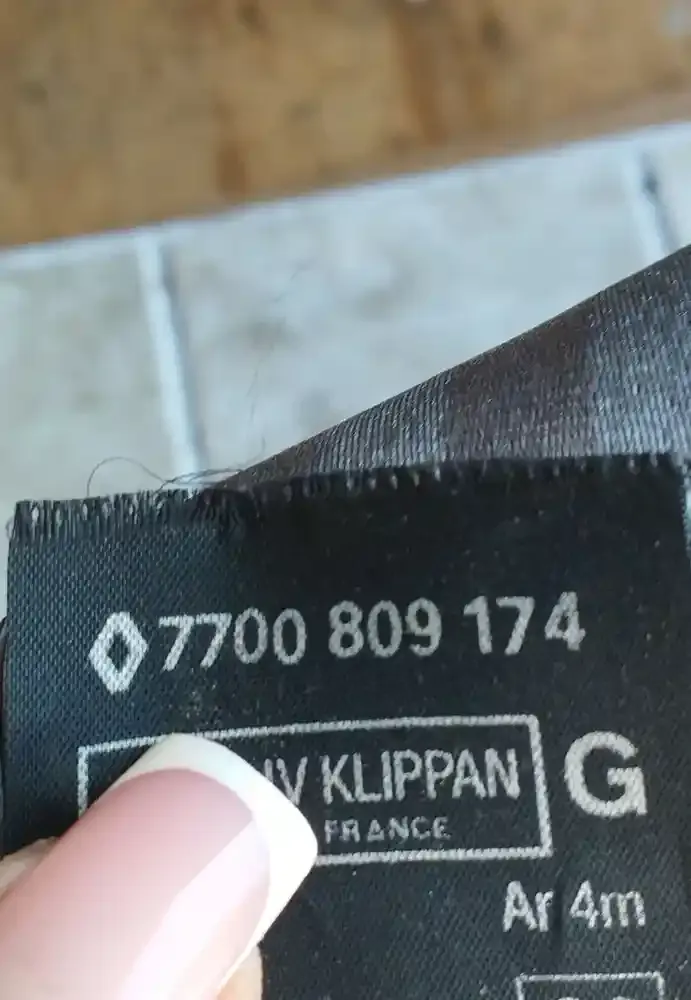 7700 809 174
KLIPPAN
G
FRANCE
Ar 4m